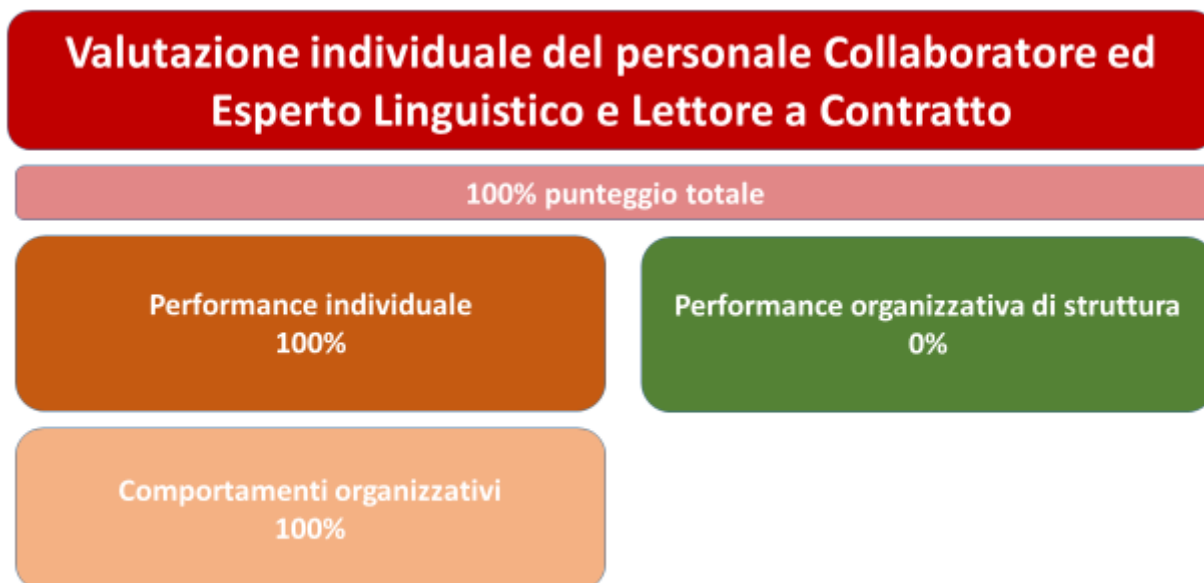 Valutazione individuale del personale Collaboratore ed
Esperto Linguistico e Lettore a Contratto
100% punteggio totale
Performance individuale
100%
Performance organizzativa di struttura
0%
Comportamenti organizzativi
100%